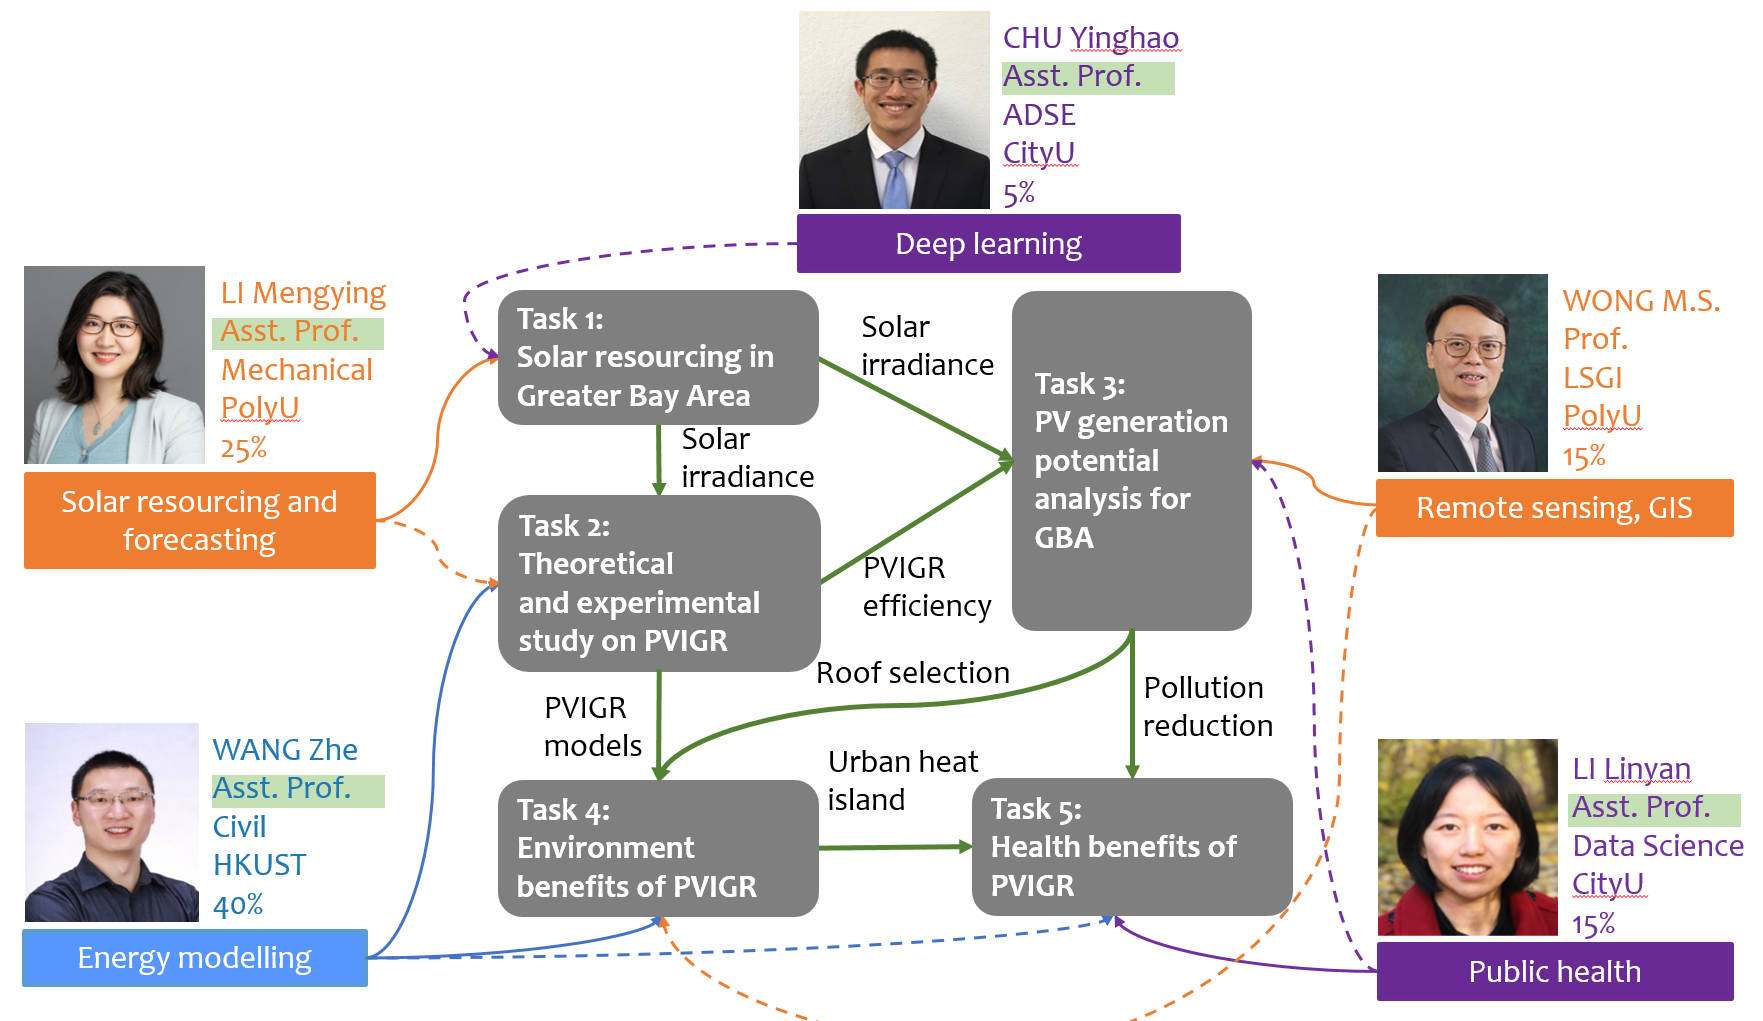 CHU Yinghao
Asst. Prof.
ADSE
CityU
5%
Deep learning
LI Mengying
Asst. Prof.
Mechanical
PolyU
25%
Solar resourcing and
forecasting
Task 1:
Solar resourcing in
Greater Bay Area
Solar
irradiance
Solar
irradiance
Task 2:
Theoretical
and experimental
study on PVIGR
PVIGR
efficiency
Task 3:
PV generation
potential
analysis for
GBA
WONG M.S.
Prof.
LSGI
PolyU
15%
Remote sensing, GIS
Roof selection
PVIGR
models
Pollution
reduction
Urban heat
island
WANG Zhe
Asst. Prof.
Civil
HKUST
40%
Energy modelling
Task 4:
Environment
benefits of PVIGR
Task 5:
Health benefits of
PVIGR
LI Linyan
Asst. Prof.
Data Science
CityU
15%
Public health